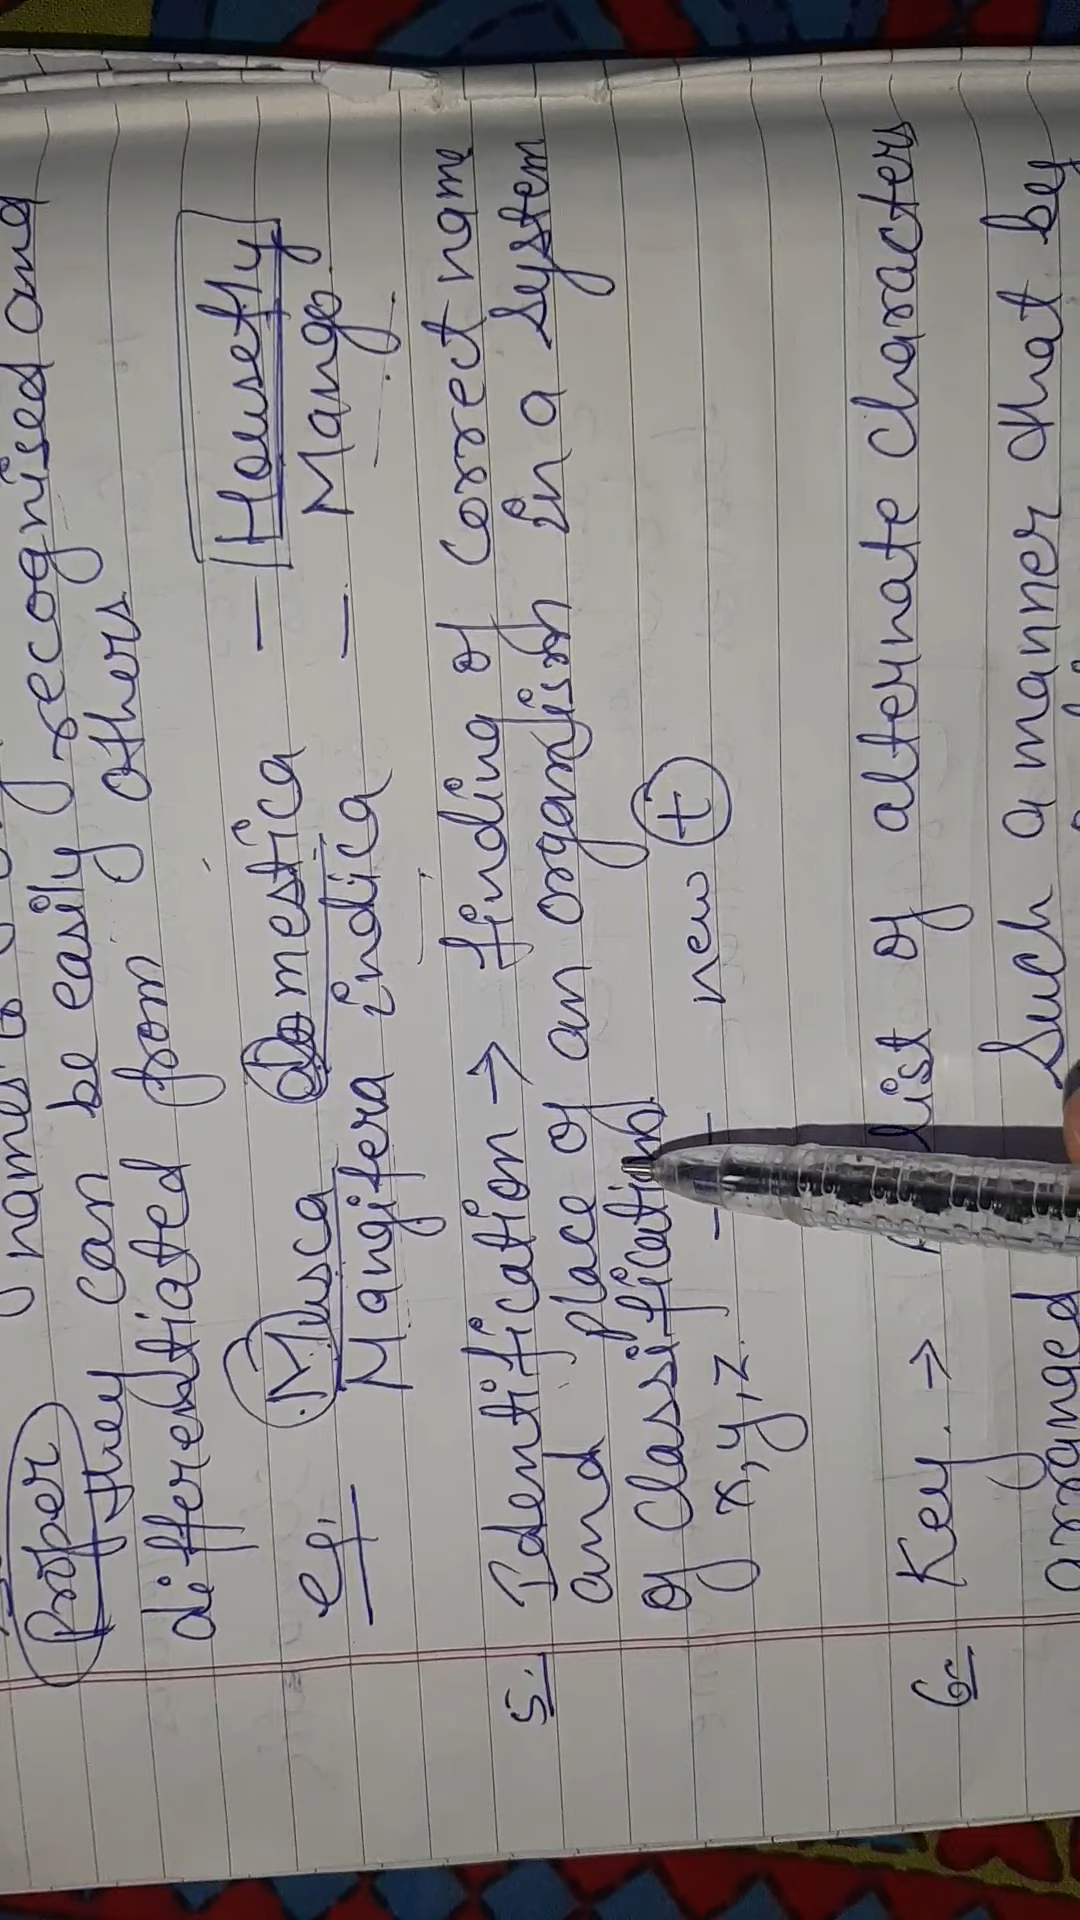 names
Proper they can be easily recognised and
differentiated from others
eg. Musca Domestica - Housefly
Mangifera indica - Mango
5. Identification → finding of correct name
and place of an organism in a system
of classification
x, y, z. - - new +
6. Key. → list of alternate characters
arranged such a manner that by